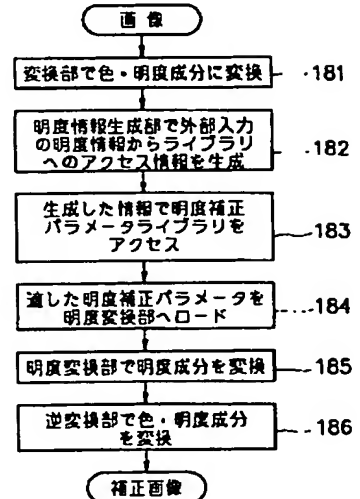 画像
変換部で色・明度成分に変換
181
明度情報生成部で外部入力
の明度情報からライブラリ
へのアクセス情報を生成
182
生成した情報で明度補正
パラメータライブラリを
アクセス
183
適した明度補正パラメータを
明度変換部へロード
184
明度変換部で明度成分を変換
185
逆変換部で色・明度成分
を変換
186
補正画像